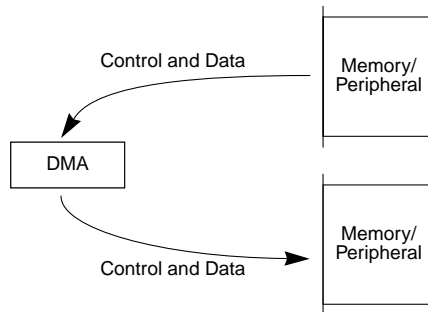 Control and Data
Memory/
Peripheral
DMA
Memory/
Peripheral
Control and Data